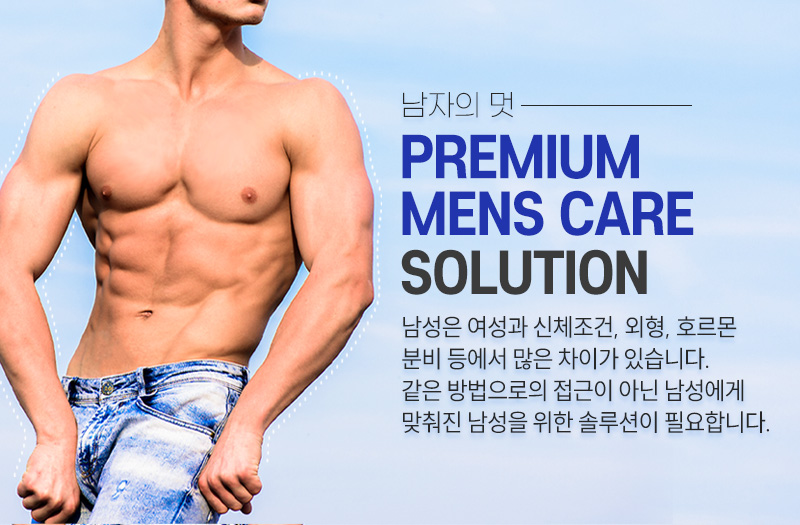 남자의 멋
PREMIUM
MENS CARE
SOLUTION
남성은 여성과 신체조건, 외형, 호르몬
분비 등에서 많은 차이가 있습니다.
같은 방법으로의 접근이 아닌 남성에게
맞춰진 남성을 위한 솔루션이 필요합니다.